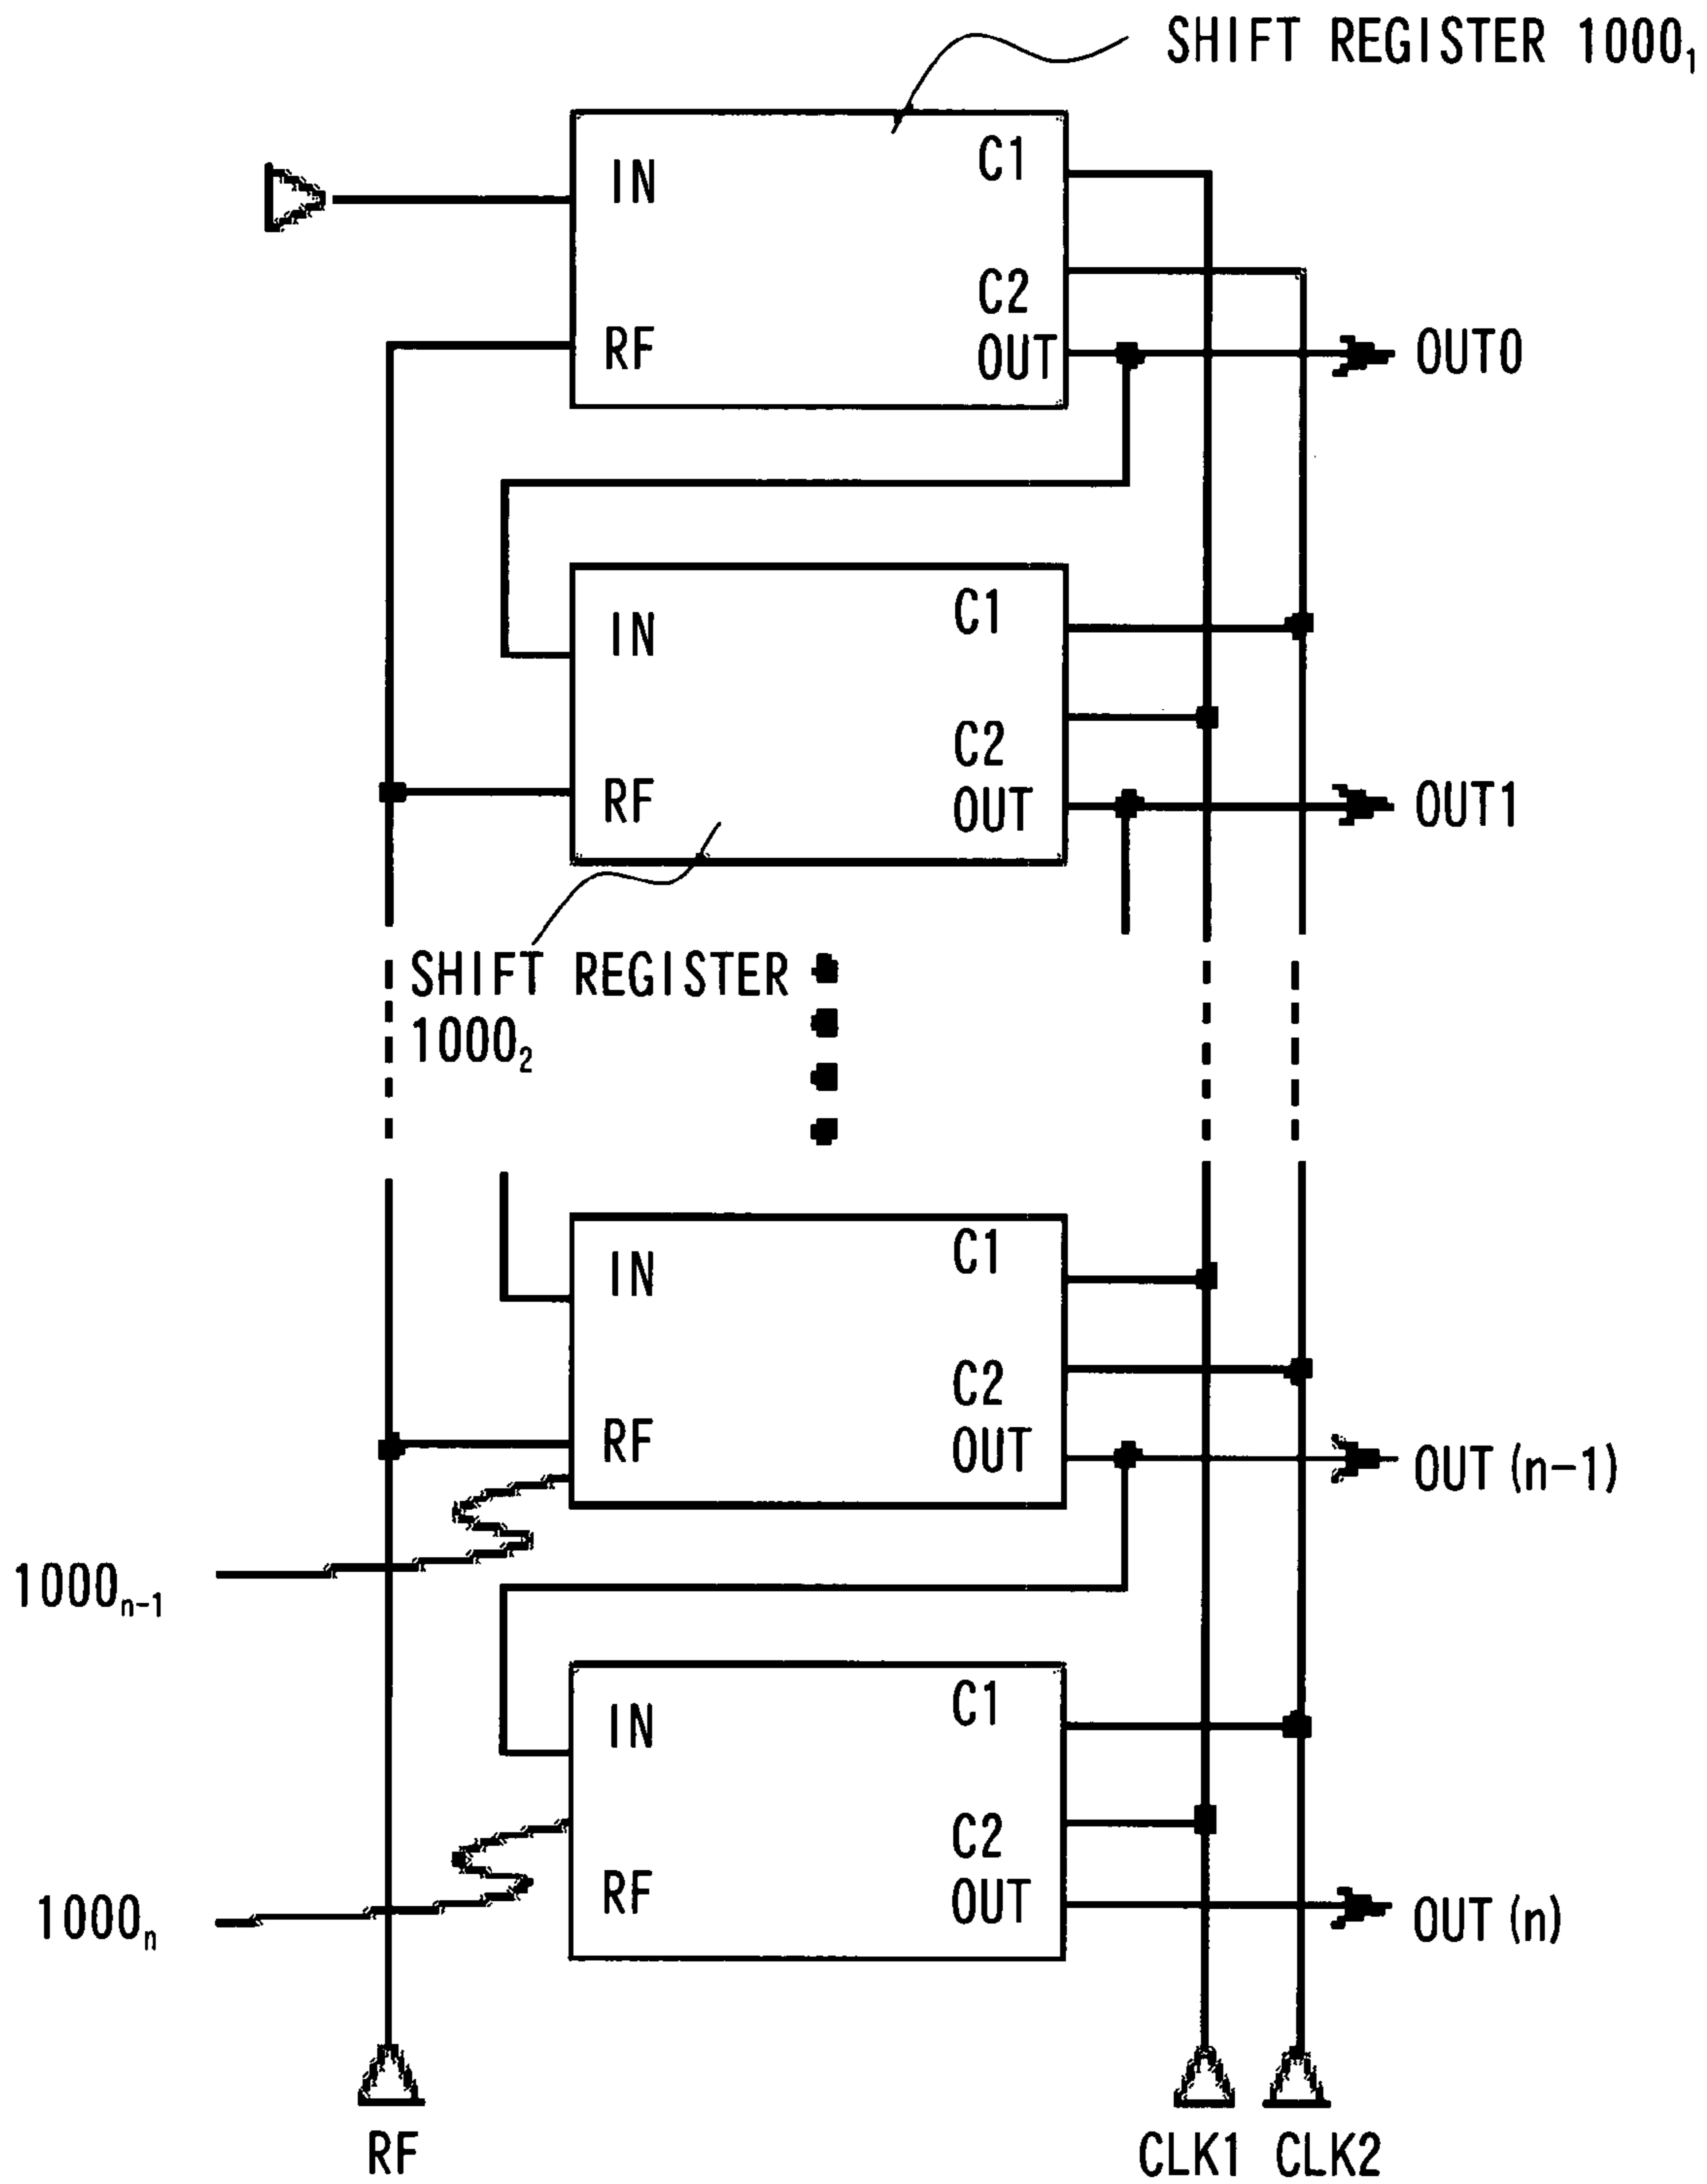 SHIFT REGISTER 1000₁
IN
C1
C2
RF
OUT
OUT0
IN
C1
C2
RF
OUT
OUT1
SHIFT REGISTER
1000₂
IN
C1
C2
RF
OUT
OUT (n-1)
1000ₙ₋₁
IN
C1
C2
RF
OUT
OUT (n)
1000ₙ
RF
CLK1
CLK2